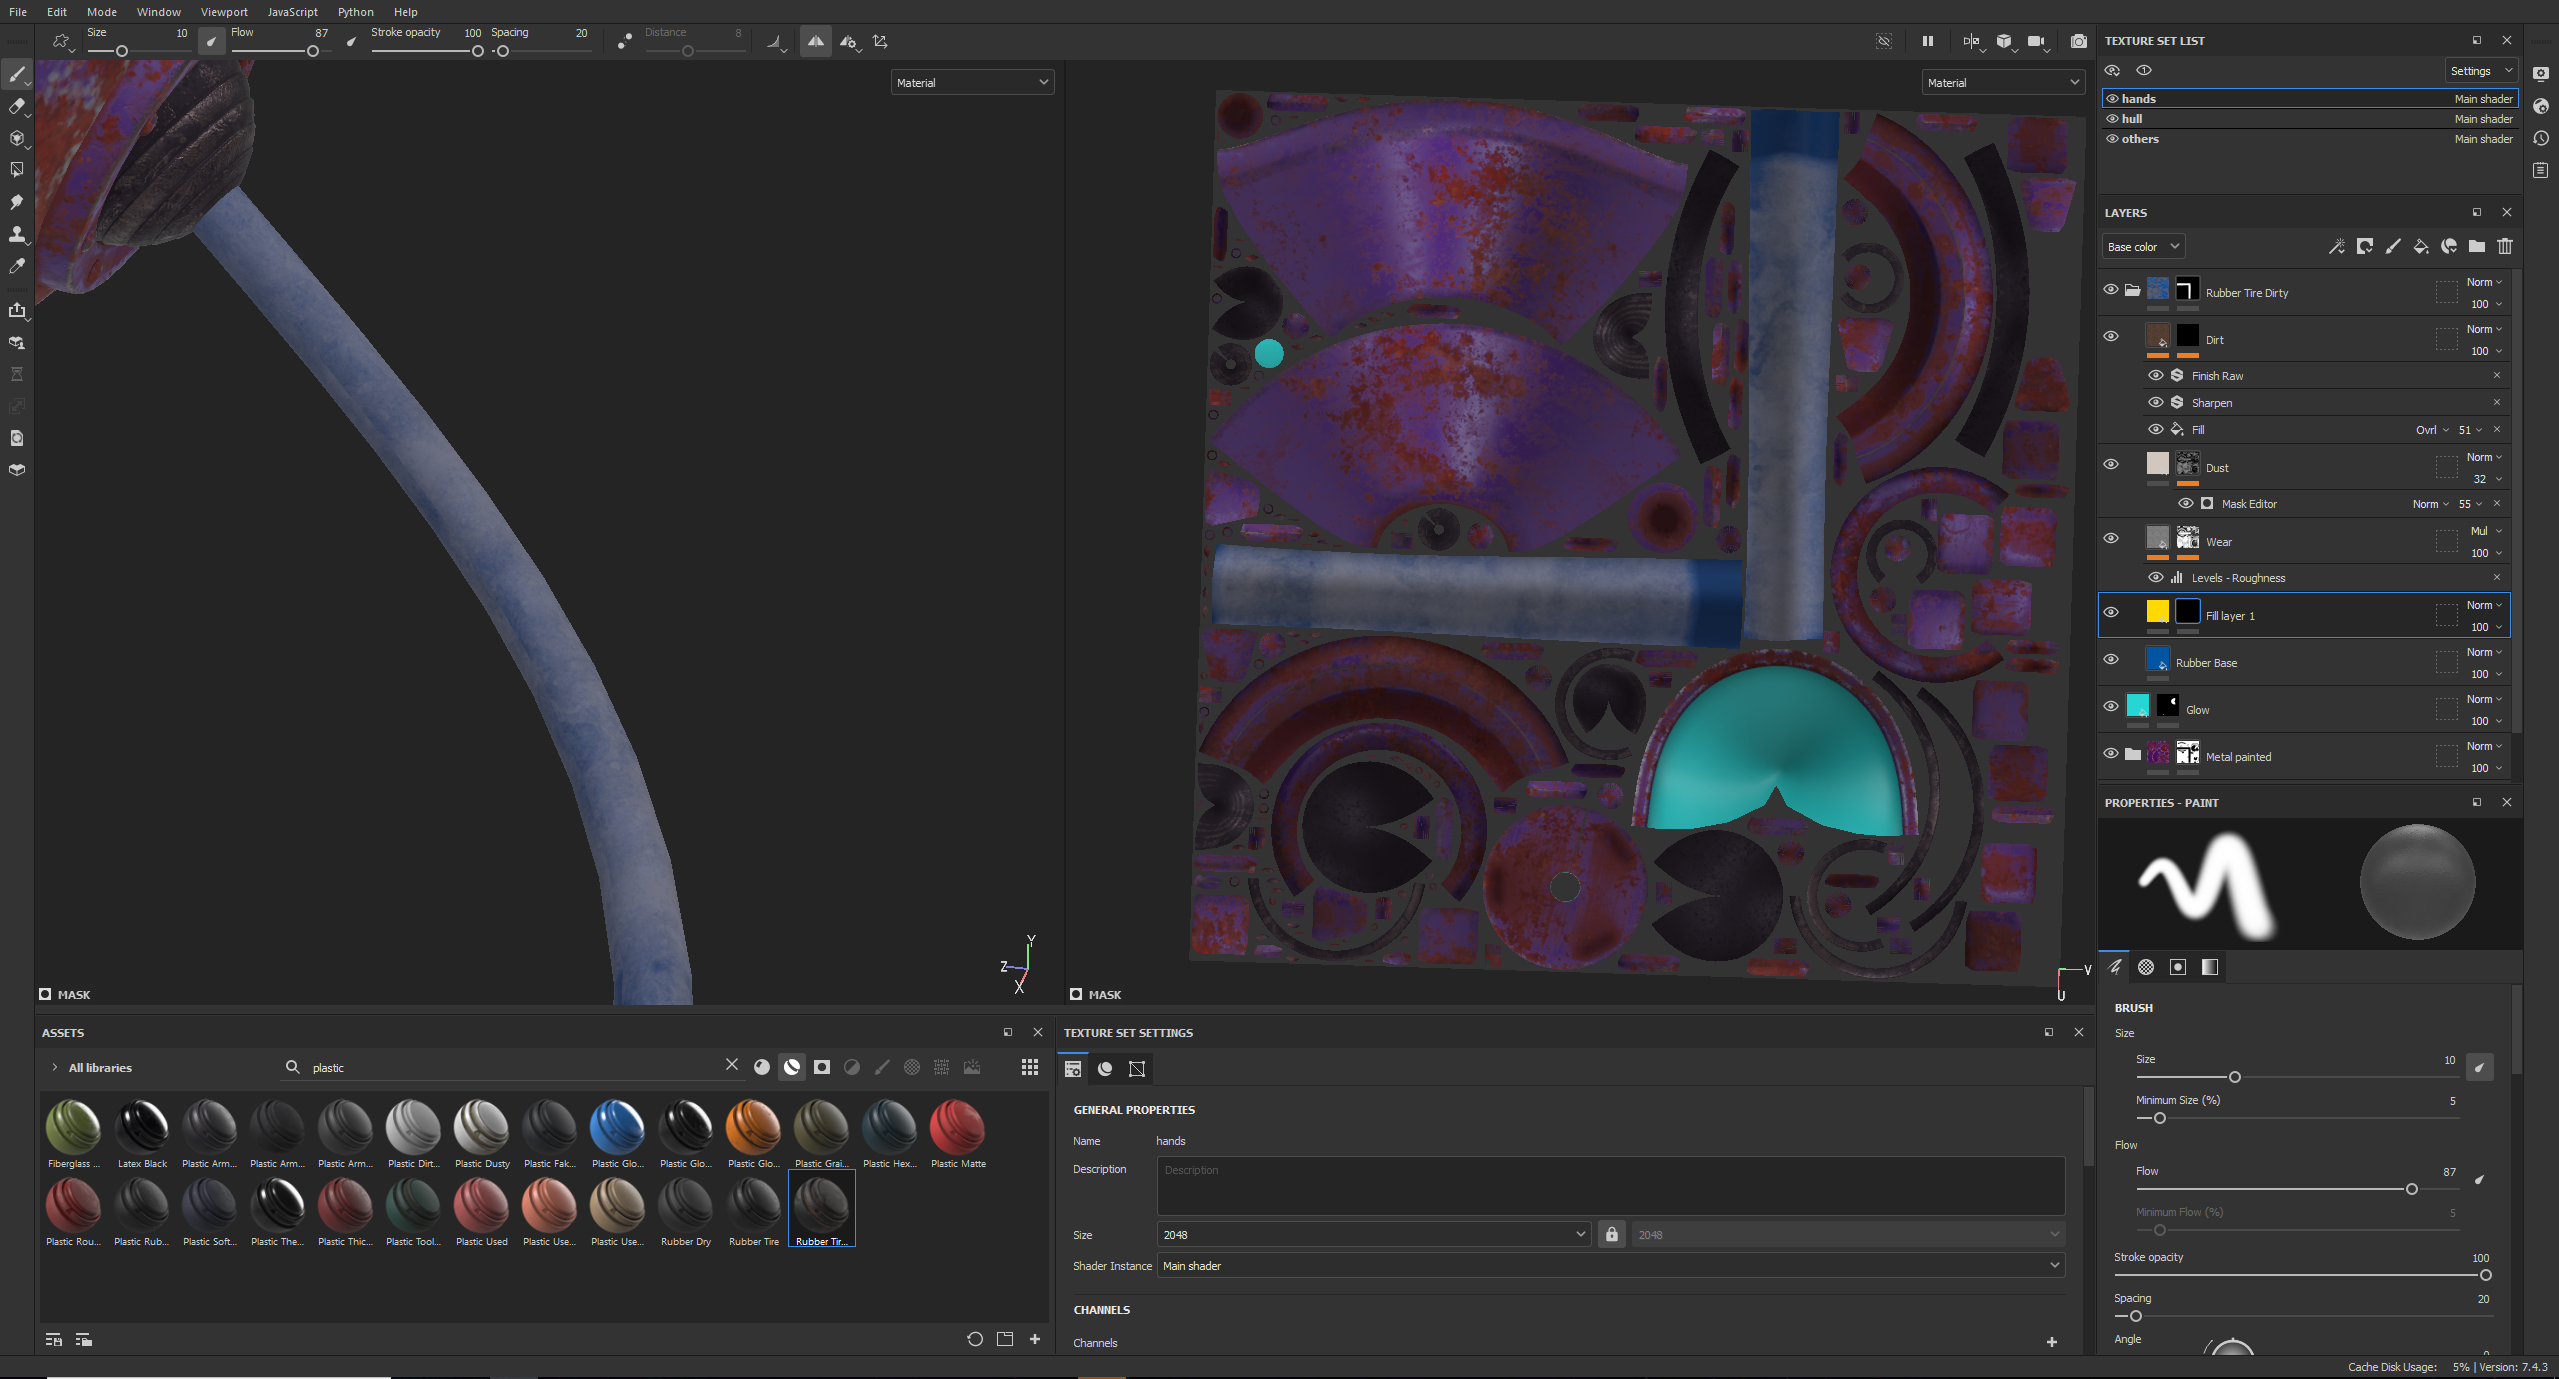 File Edit Mode Window Viewport JavaScript Python Help
Size 10 Flow 87 Stroke opacity 100 Spacing 20 Distance 8
Material
Material
MASK
MASK
Y
Z
X
V
U
TEXTURE SET LIST
Settings
hands Main shader
hull Main shader
others Main shader
LAYERS
Base color
Rubber Tire Dirty Norm 100
Dirt Norm 100
Finish Raw
Sharpen
Fill Ovrl 51
Dust Norm 32
Mask Editor Norm 55
Wear Mul 100
Levels - Roughness
Fill layer 1 Norm 100
Rubber Base Norm 100
Glow Norm 100
Metal painted Norm 100
PROPERTIES - PAINT
BRUSH
Size
Size 10
Minimum Size (%) 5
Flow
Flow 87
Minimum Flow (%) 5
Stroke opacity 100
Spacing 20
Angle
ASSETS
All libraries
plastic
Fiberglass ... Latex Black Plastic Arm... Plastic Arm... Plastic Arm... Plastic Dirt... Plastic Dusty Plastic Fak... Plastic Glo... Plastic Glo... Plastic Glo... Plastic Grai... Plastic Hex... Plastic Matte
Plastic Rou... Plastic Rub... Plastic Soft... Plastic The... Plastic Thic... Plastic Tool... Plastic Used Plastic Use... Plastic Use... Rubber Dry Rubber Tire Rubber Tir...
TEXTURE SET SETTINGS
GENERAL PROPERTIES
Name hands
Description Description
Size 2048 2048
Shader Instance Main shader
CHANNELS
Channels
Cache Disk Usage: 5% | Version: 7.4.3